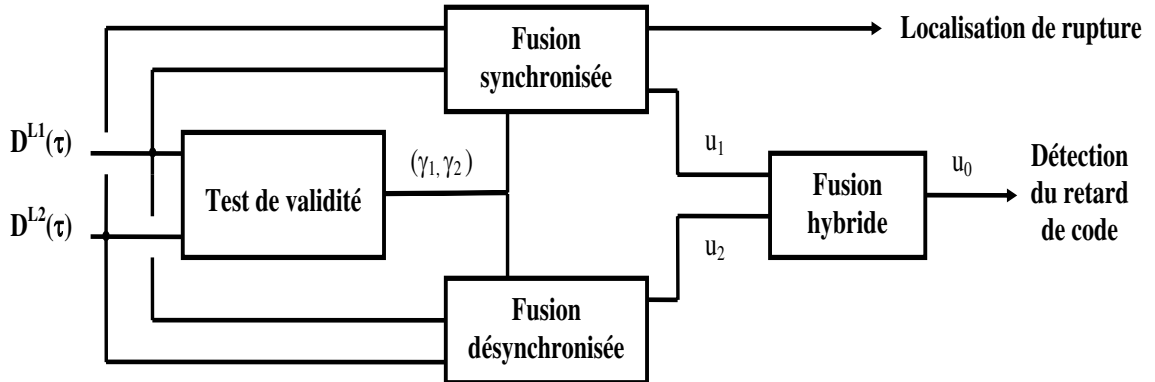 Fusion
synchronisée
Localisation de rupture
D^L1(τ)
D^L2(τ)
Test de validité
(γ₁, γ₂)
u₁
u₂
Fusion
hybride
u₀
Détection
du retard
de code
Fusion
désynchronisée